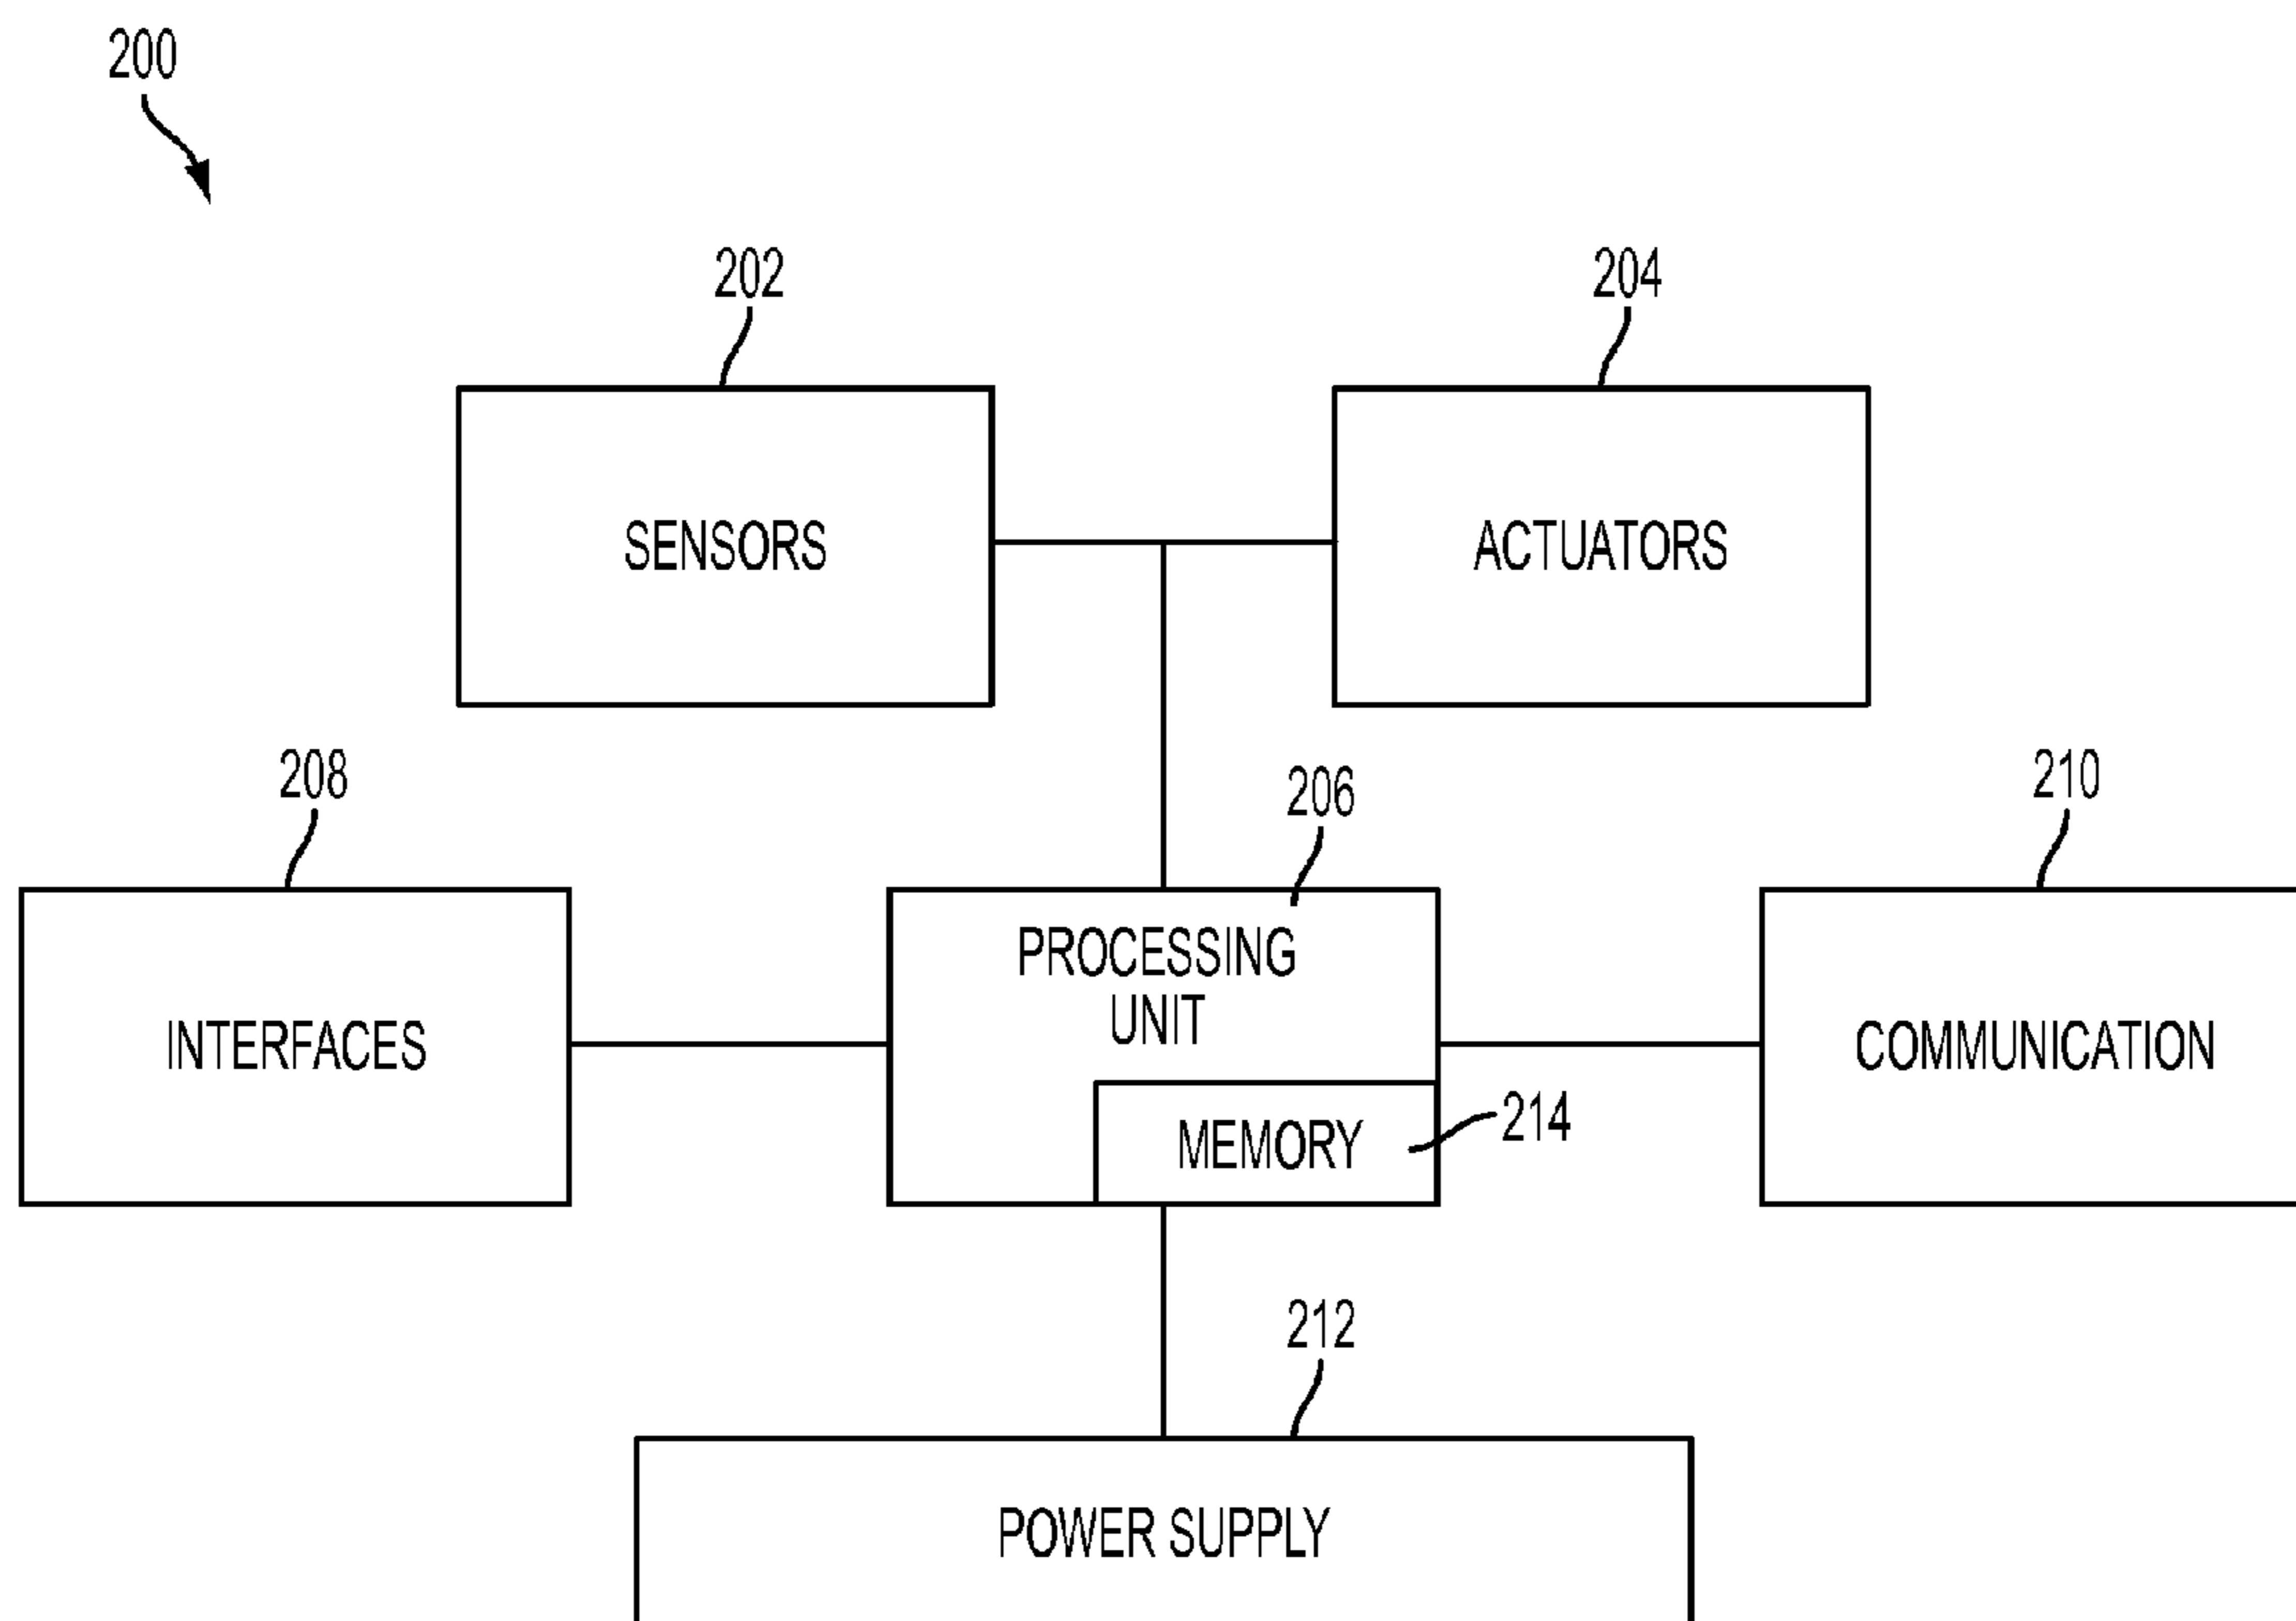 200
202
204
SENSORS
ACTUATORS
208
206
210
INTERFACES
PROCESSING
UNIT
COMMUNICATION
MEMORY
214
212
POWER SUPPLY